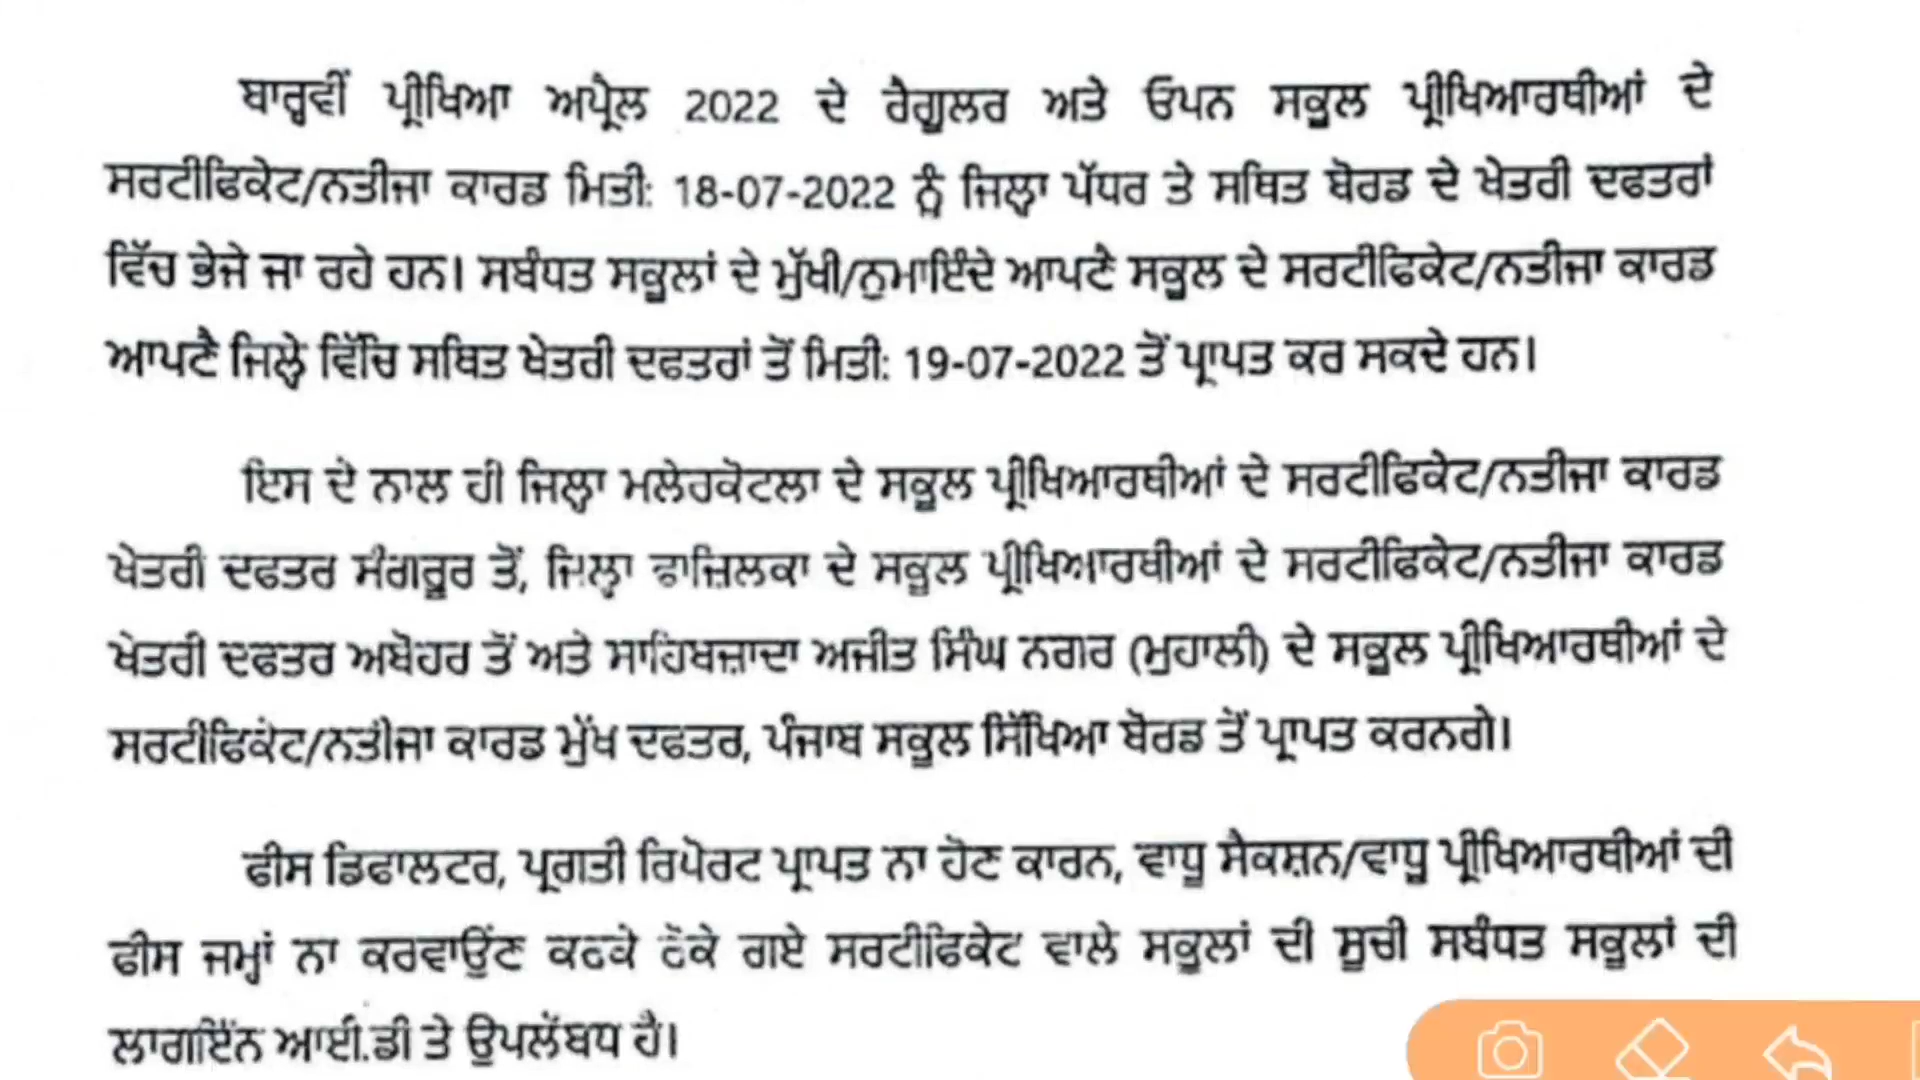 ਬਾਰ੍ਹਵੀਂ ਪ੍ਰੀਖਿਆ ਅਪ੍ਰੈਲ 2022 ਦੇ ਰੈਗੂਲਰ ਅਤੇ ਓਪਨ ਸਕੂਲ ਪ੍ਰੀਖਿਆਰਥੀਆਂ ਦੇ
ਸਰਟੀਫਿਕੇਟ/ਨਤੀਜਾ ਕਾਰਡ ਮਿਤੀ: 18-07-2022 ਨੂੰ ਜਿਲ੍ਹਾ ਪੱਧਰ ਤੇ ਸਥਿਤ ਬੋਰਡ ਦੇ ਖੇਤਰੀ ਦਫਤਰਾਂ
ਵਿੱਚ ਭੇਜੇ ਜਾ ਰਹੇ ਹਨ। ਸਬੰਧਤ ਸਕੂਲਾਂ ਦੇ ਮੁੱਖੀ/ਨੁਮਾਇੰਦੇ ਆਪਣੈ ਸਕੂਲ ਦੇ ਸਰਟੀਫਿਕੇਟ/ਨਤੀਜਾ ਕਾਰਡ
ਆਪਣੈ ਜਿਲ੍ਹੇ ਵਿੱਚਿ ਸਥਿਤ ਖੇਤਰੀ ਦਫਤਰਾਂ ਤੋਂ ਮਿਤੀ: 19-07-2022 ਤੋਂ ਪ੍ਰਾਪਤ ਕਰ ਸਕਦੇ ਹਨ।
ਇਸ ਦੇ ਨਾਲ ਹੀ ਜਿਲ੍ਹਾ ਮਲੇਰਕੋਟਲਾ ਦੇ ਸਕੂਲ ਪ੍ਰੀਖਿਆਰਥੀਆਂ ਦੇ ਸਰਟੀਫਿਕੇਟ/ਨਤੀਜਾ ਕਾਰਡ
ਖੇਤਰੀ ਦਫਤਰ ਸੰਗਰੂਰ ਤੋਂ, ਜਿਲ੍ਹਾ ਫਾਜ਼ਿਲਕਾ ਦੇ ਸਕੂਲ ਪ੍ਰੀਖਿਆਰਥੀਆਂ ਦੇ ਸਰਟੀਫਿਕੇਟ/ਨਤੀਜਾ ਕਾਰਡ
ਖੇਤਰੀ ਦਫਤਰ ਅਬੋਹਰ ਤੋਂ ਅਤੇ ਸਾਹਿਬਜ਼ਾਦਾ ਅਜੀਤ ਸਿੰਘ ਨਗਰ (ਮੁਹਾਲੀ) ਦੇ ਸਕੂਲ ਪ੍ਰੀਖਿਆਰਥੀਆਂ ਦੇ
ਸਰਟੀਫਿਕੇਟ/ਨਤੀਜਾ ਕਾਰਡ ਮੁੱਖ ਦਫਤਰ, ਪੰਜਾਬ ਸਕੂਲ ਸਿੱਖਿਆ ਬੋਰਡ ਤੋਂ ਪ੍ਰਾਪਤ ਕਰਨਗੇ।
ਫੀਸ ਡਿਫਾਲਟਰ, ਪ੍ਰਗਤੀ ਰਿਪੋਰਟ ਪ੍ਰਾਪਤ ਨਾ ਹੋਣ ਕਾਰਨ, ਵਾਧੂ ਸੈਕਸ਼ਨ/ਵਾਧੂ ਪ੍ਰੀਖਿਆਰਥੀਆਂ ਦੀ
ਫੀਸ ਜਮ੍ਹਾਂ ਨਾ ਕਰਵਾਉਣ ਕਰਕੇ ਰੋਕੇ ਗਏ ਸਰਟੀਫਿਕੇਟ ਵਾਲੇ ਸਕੂਲਾਂ ਦੀ ਸੂਚੀ ਸਬੰਧਤ ਸਕੂਲਾਂ ਦੀ
ਲਾਗਇੰਨ ਆਈ.ਡੀ ਤੇ ਉਪਲੱਬਧ ਹੈ।